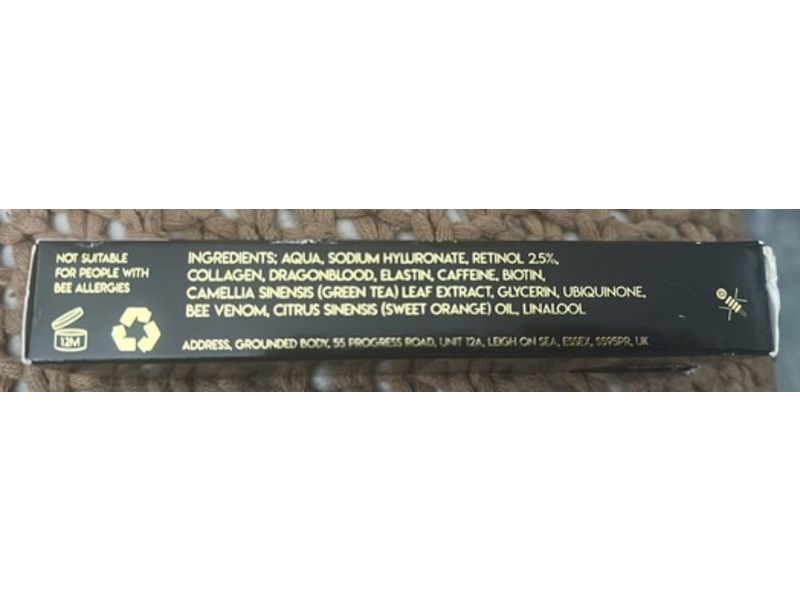 NOT SUITABLE
FOR PEOPLE WITH
BEE ALLERGIES
12M
INGREDIENTS; AQUA, SODIUM HYLURONATE, RETINOL 2.5%,
COLLAGEN, DRAGONBLOOD, ELASTIN, CAFFEINE, BIOTIN,
CAMELLIA SINENSIS (GREEN TEA) LEAF EXTRACT, GLYCERIN, UBIQUINONE,
BEE VENOM, CITRUS SINENSIS (SWEET ORANGE) OIL, LINALOOL
ADDRESS, GROUNDED BODY, 55 PROGRESS ROAD, UNIT 12A, LEIGH ON SEA, ESSEX, SS95PR, UK